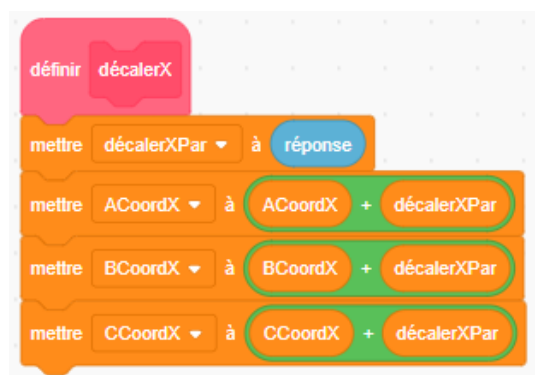 définir décalerX
mettre décalerXPar à réponse
mettre ACoordX à ACoordX + décalerXPar
mettre BCoordX à BCoordX + décalerXPar
mettre CCoordX à CCoordX + décalerXPar